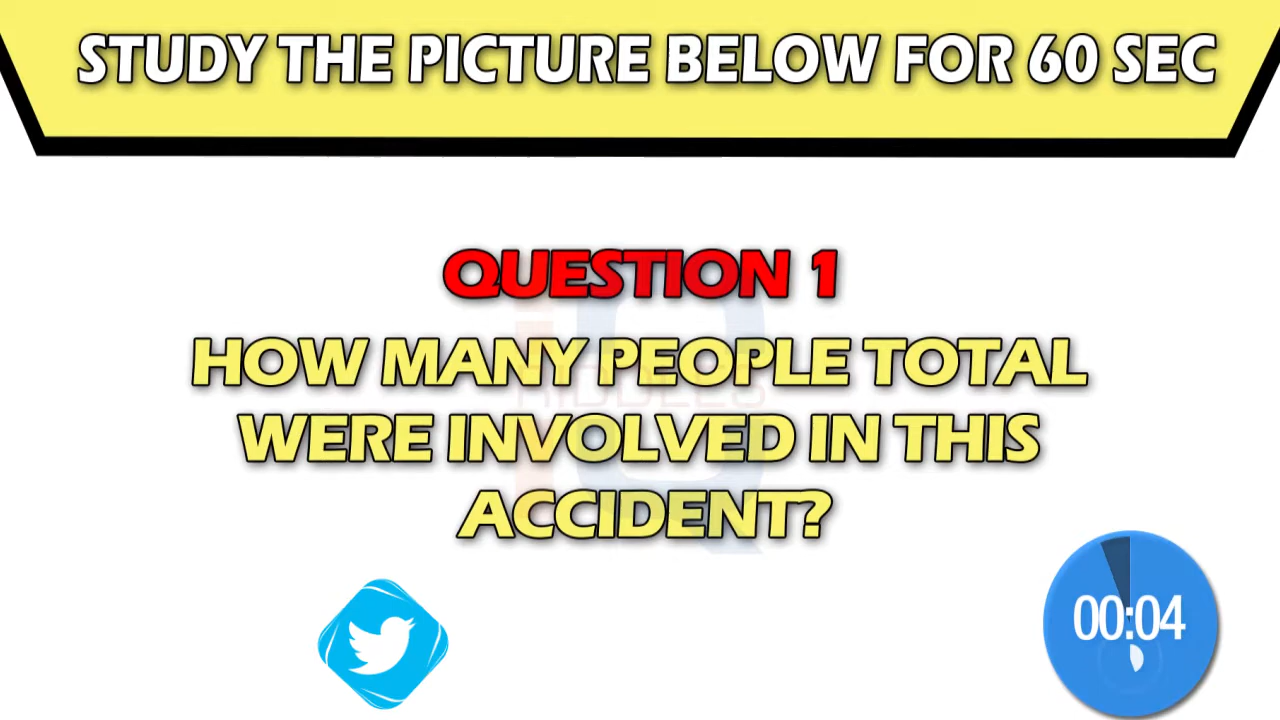 STUDY THE PICTURE BELOW FOR 60 SEC
QUESTION 1
HOW MANY PEOPLE TOTAL
RIDDLES
WERE INVOLVED IN THIS
ACCIDENT?
00:04